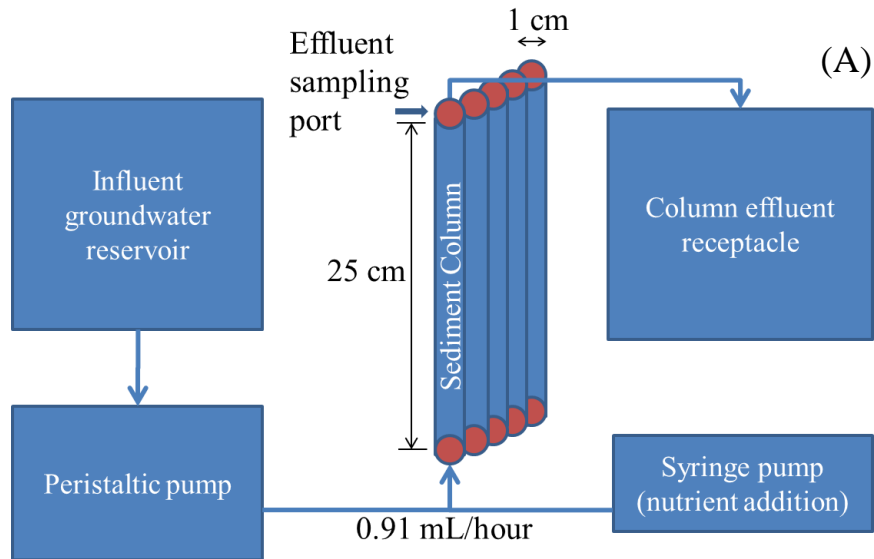 1 cm
Effluent
sampling
port
(A)
Influent
groundwater
reservoir
Column effluent
receptacle
25 cm
Sediment Column
Peristaltic pump
Syringe pump
(nutrient addition)
0.91 mL/hour